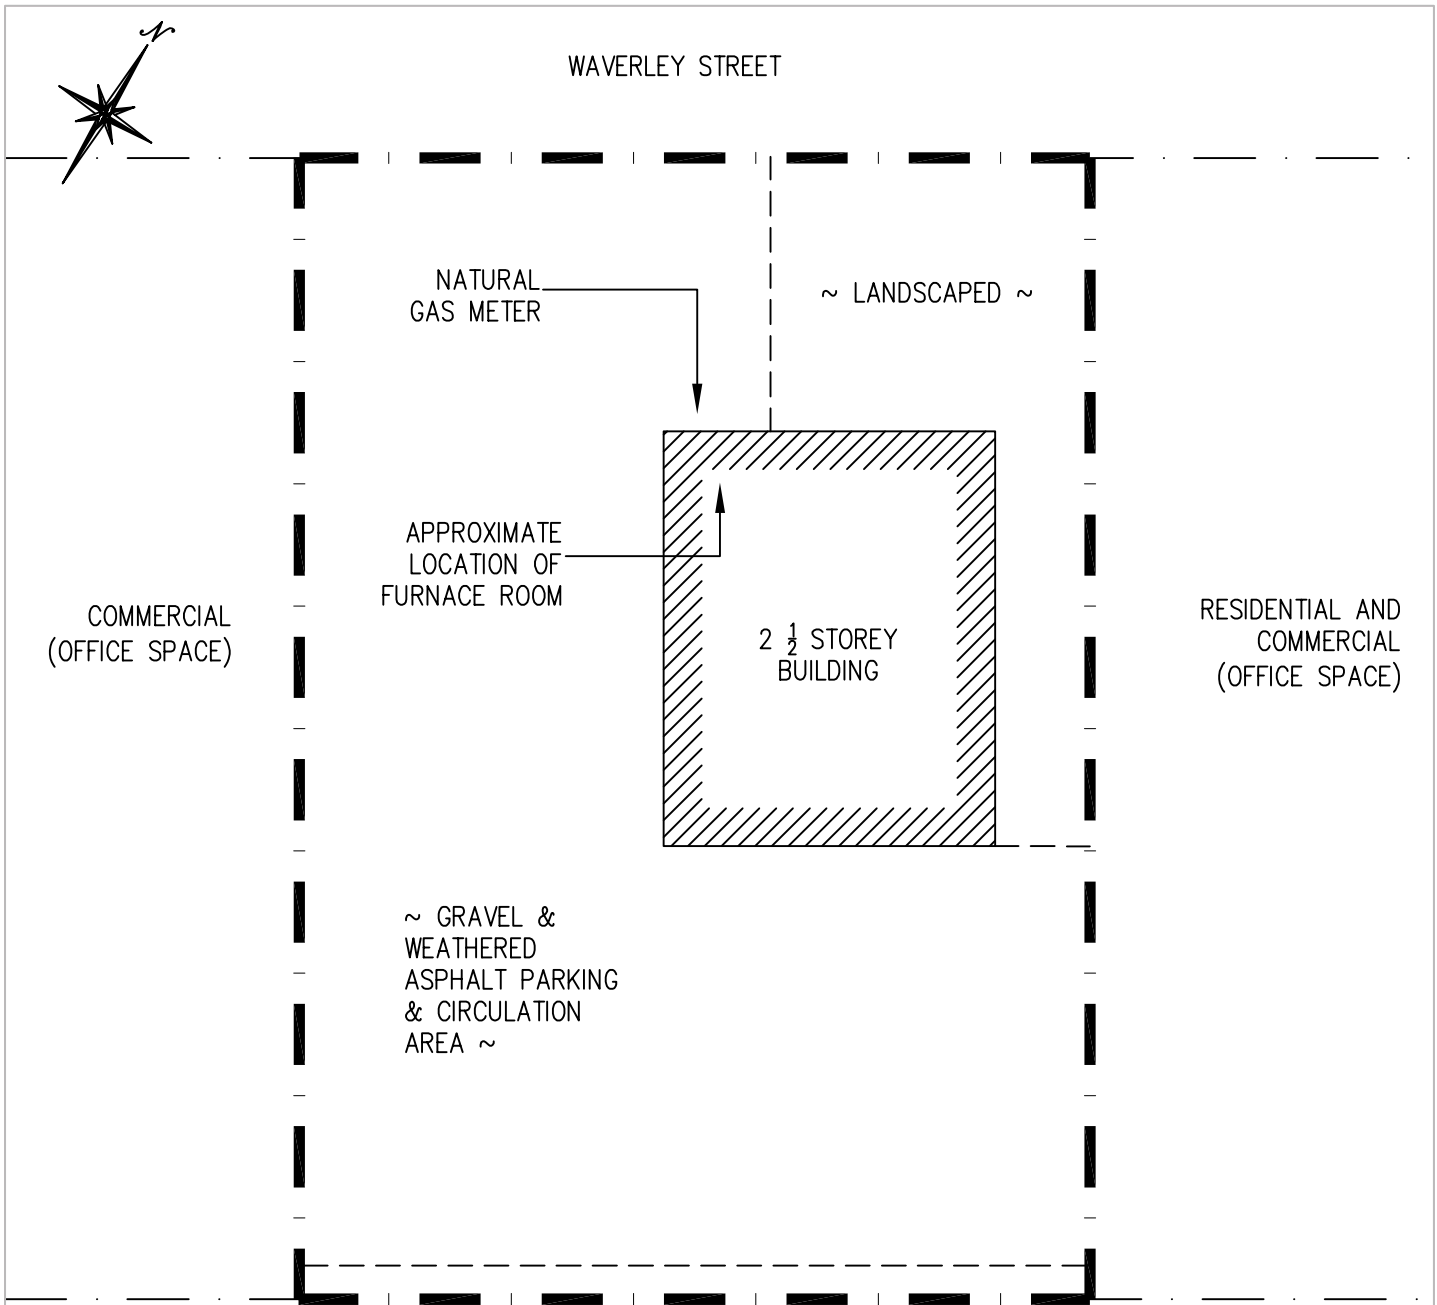 N
WAVERLEY STREET
NATURAL
GAS METER
~ LANDSCAPED ~
APPROXIMATE
LOCATION OF
FURNACE ROOM
COMMERCIAL
(OFFICE SPACE)
2 ½ STOREY
BUILDING
RESIDENTIAL AND
COMMERCIAL
(OFFICE SPACE)
~ GRAVEL &
WEATHERED
ASPHALT PARKING
& CIRCULATION
AREA ~